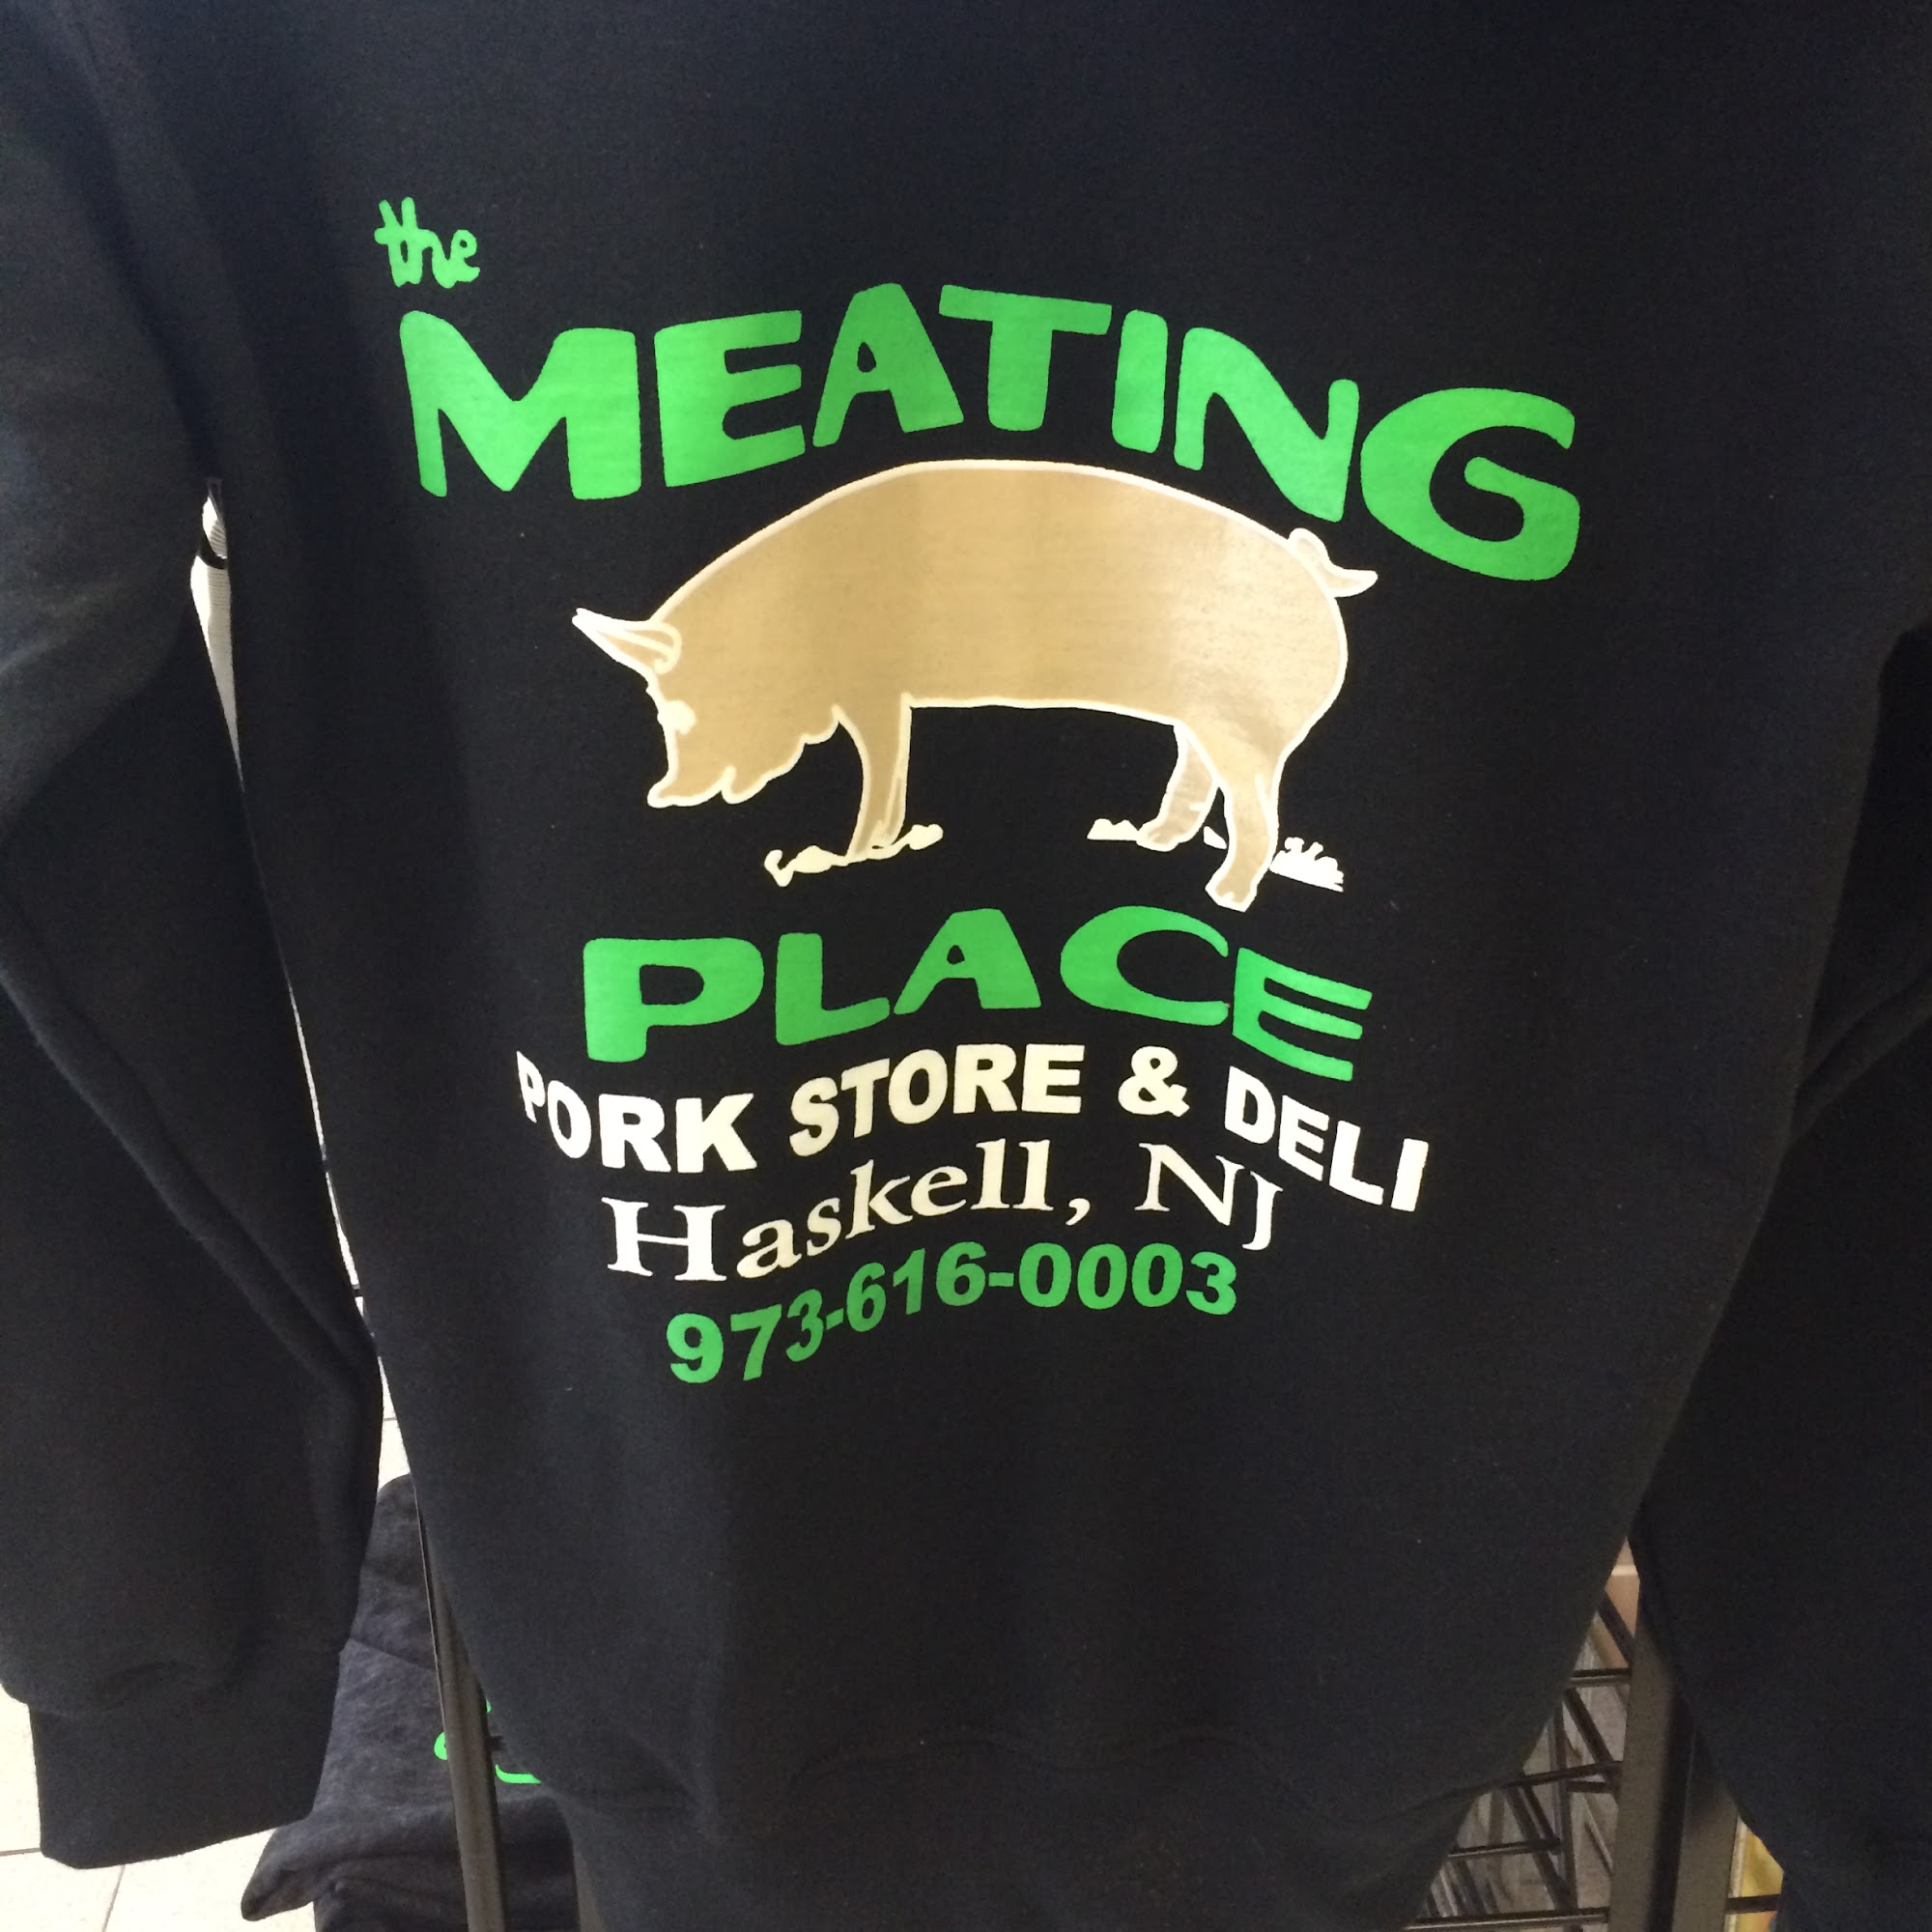 the
MEATING
PLACE
PORK STORE & DELI
Haskell, NJ
973-616-0003